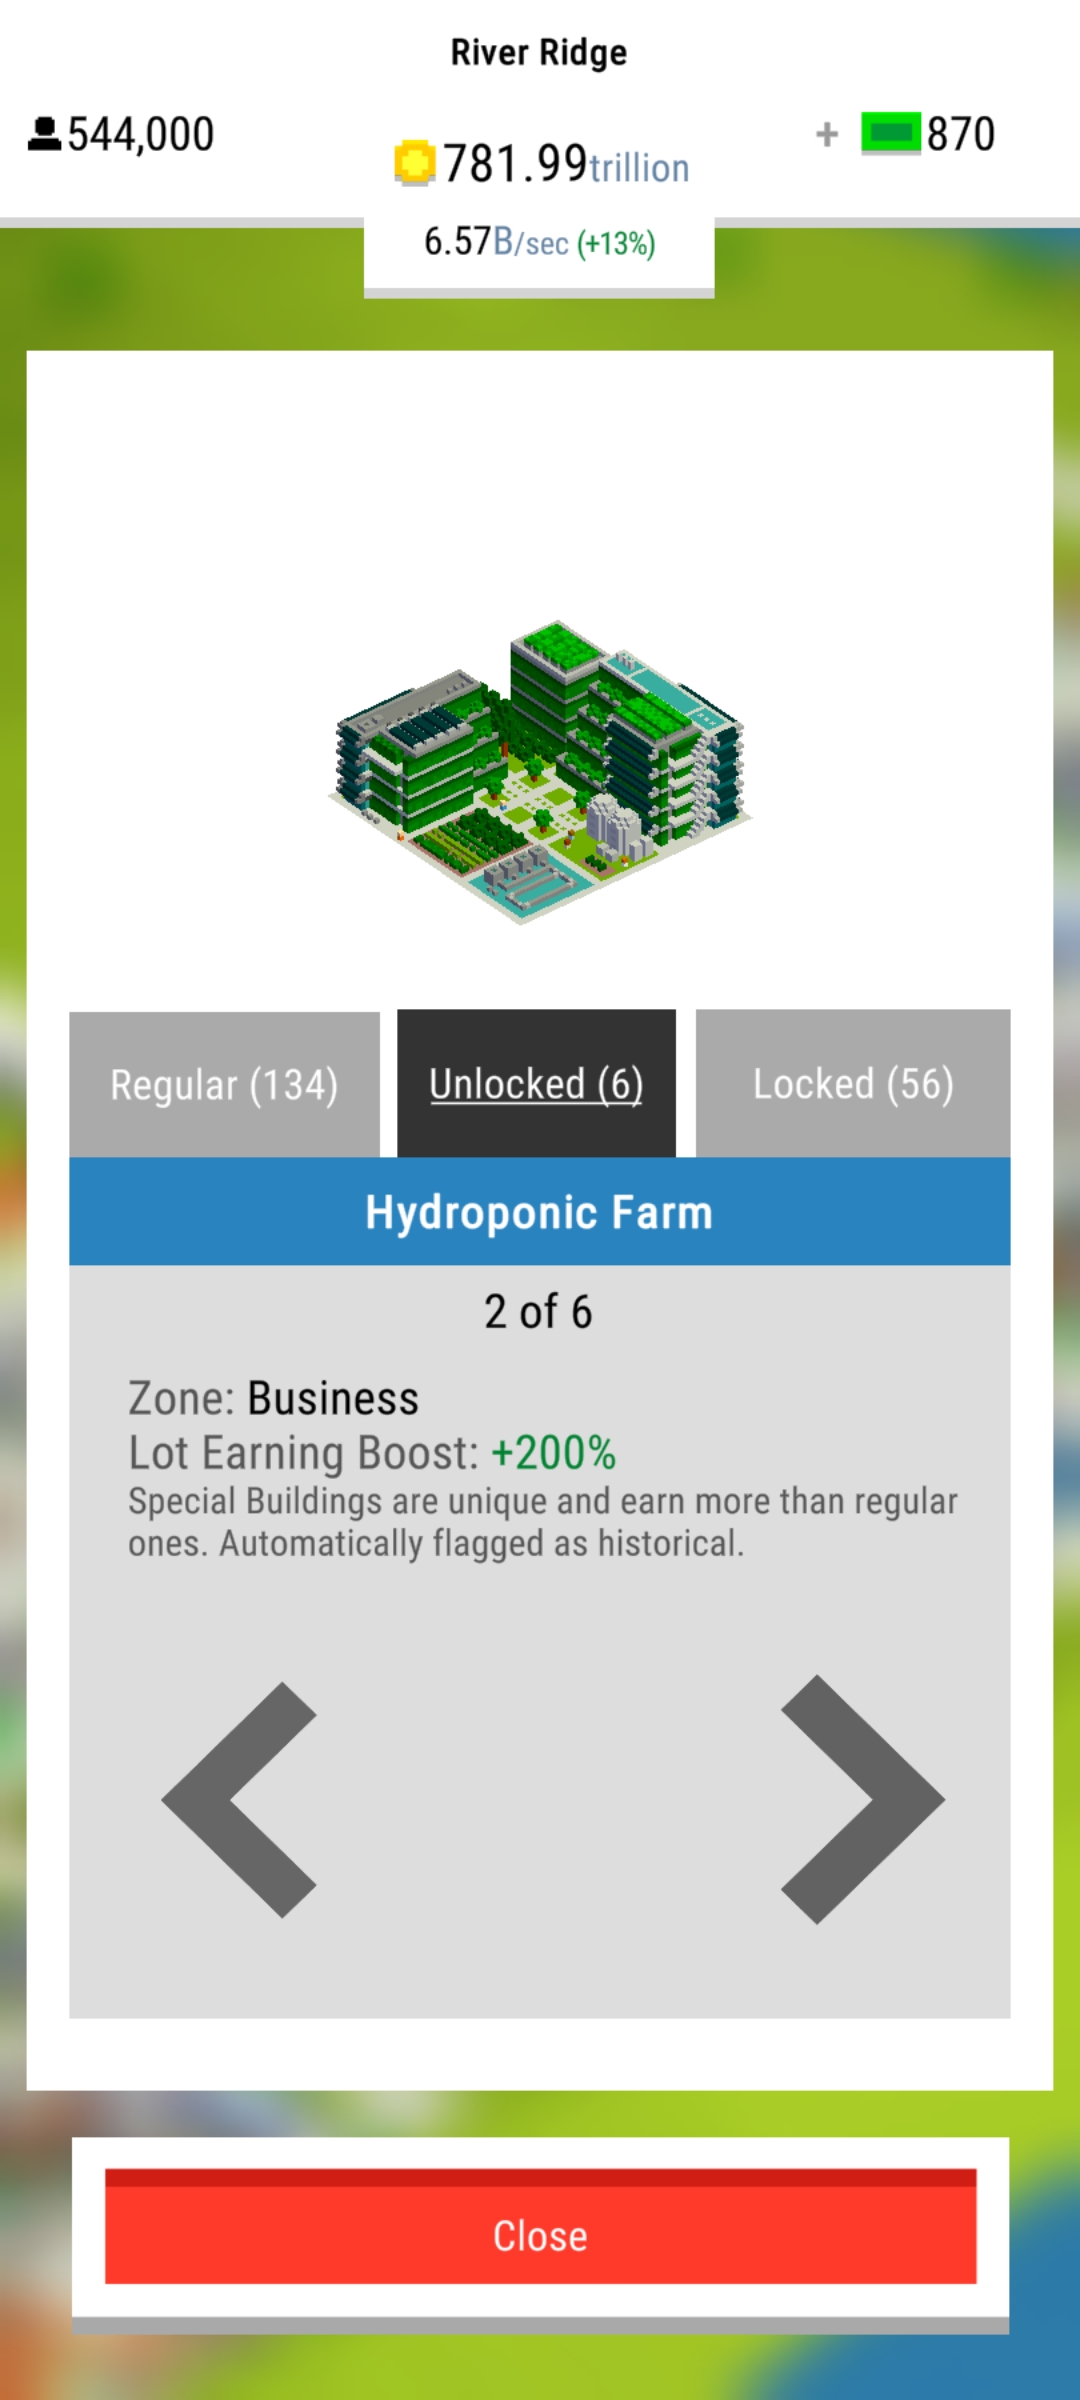 River Ridge
544,000
+ 870
781.99trillion
6.57B/sec (+13%)
Regular (134)
Unlocked (6)
Locked (56)
Hydroponic Farm
2 of 6
Zone: Business
Lot Earning Boost: +200%
Special Buildings are unique and earn more than regular
ones. Automatically flagged as historical.
Close